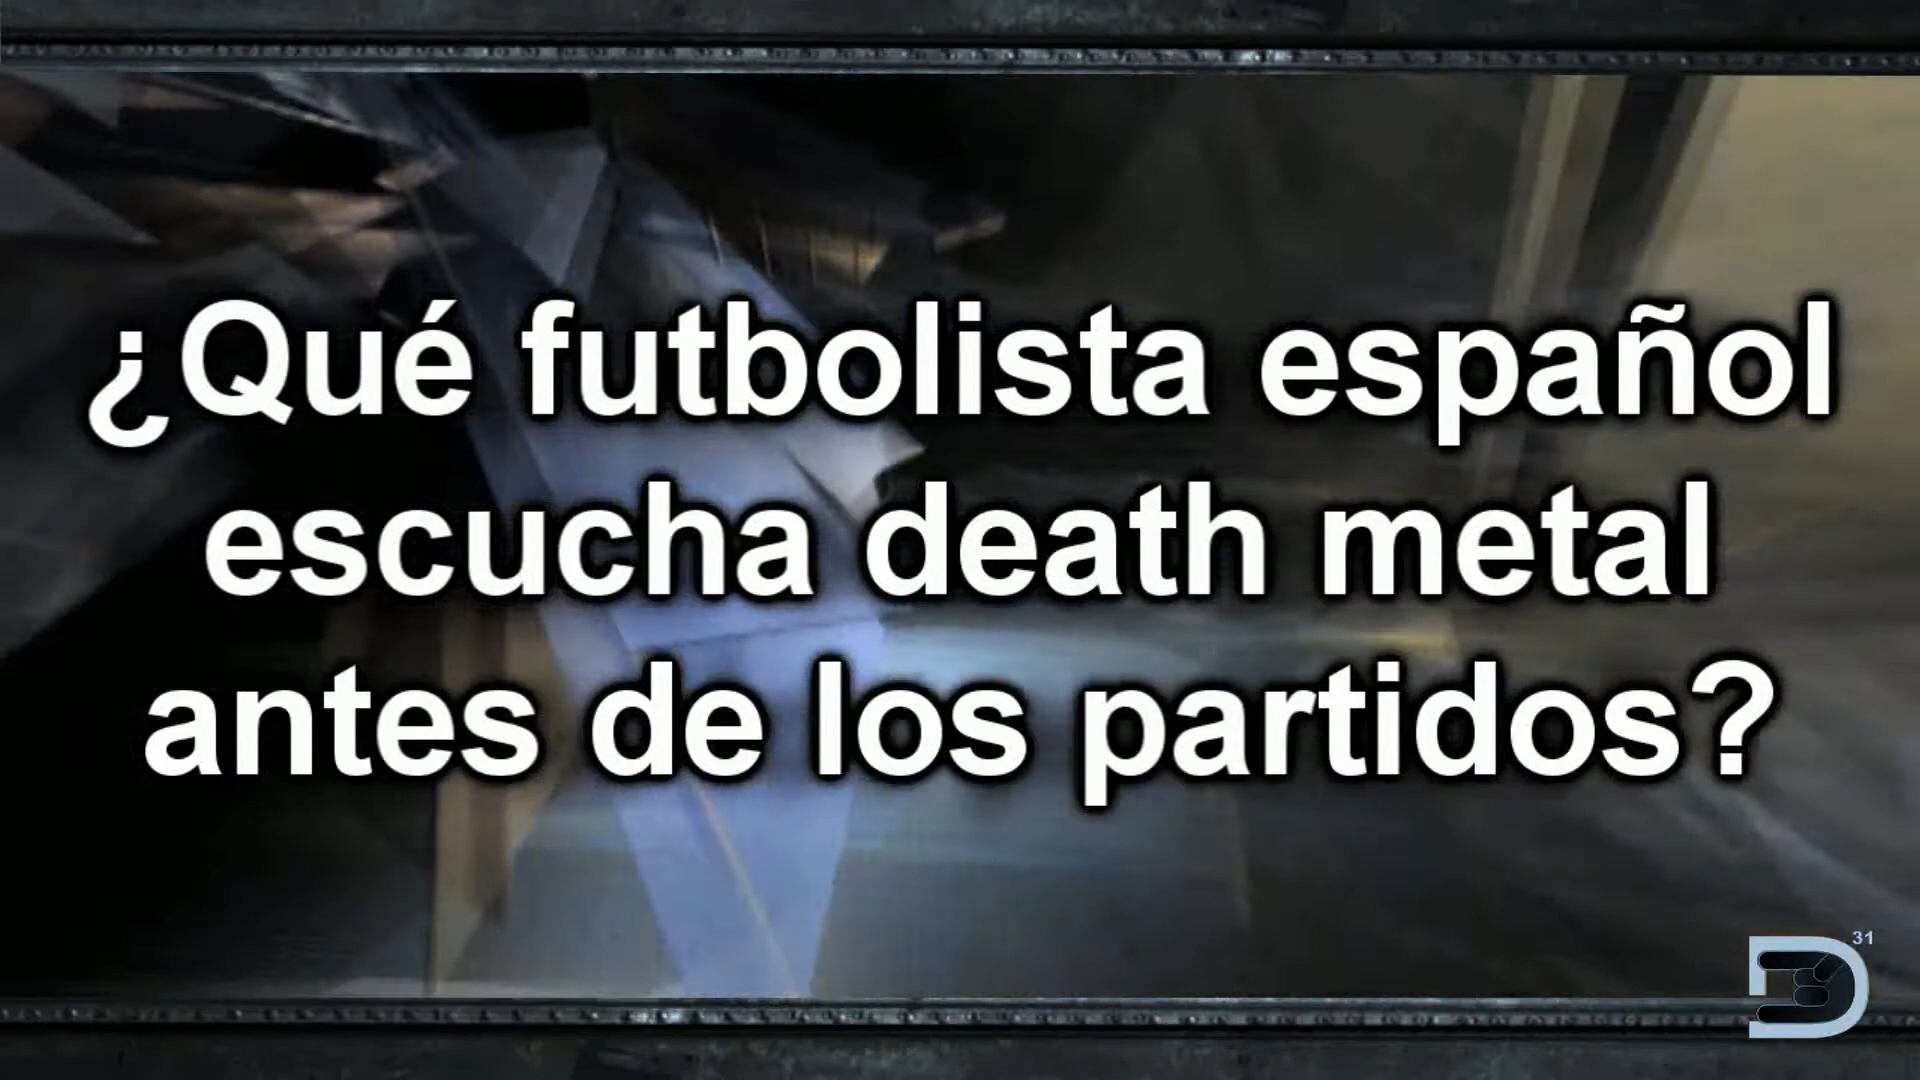 ¿Qué futbolista español
escucha death metal
antes de los partidos?
31
D